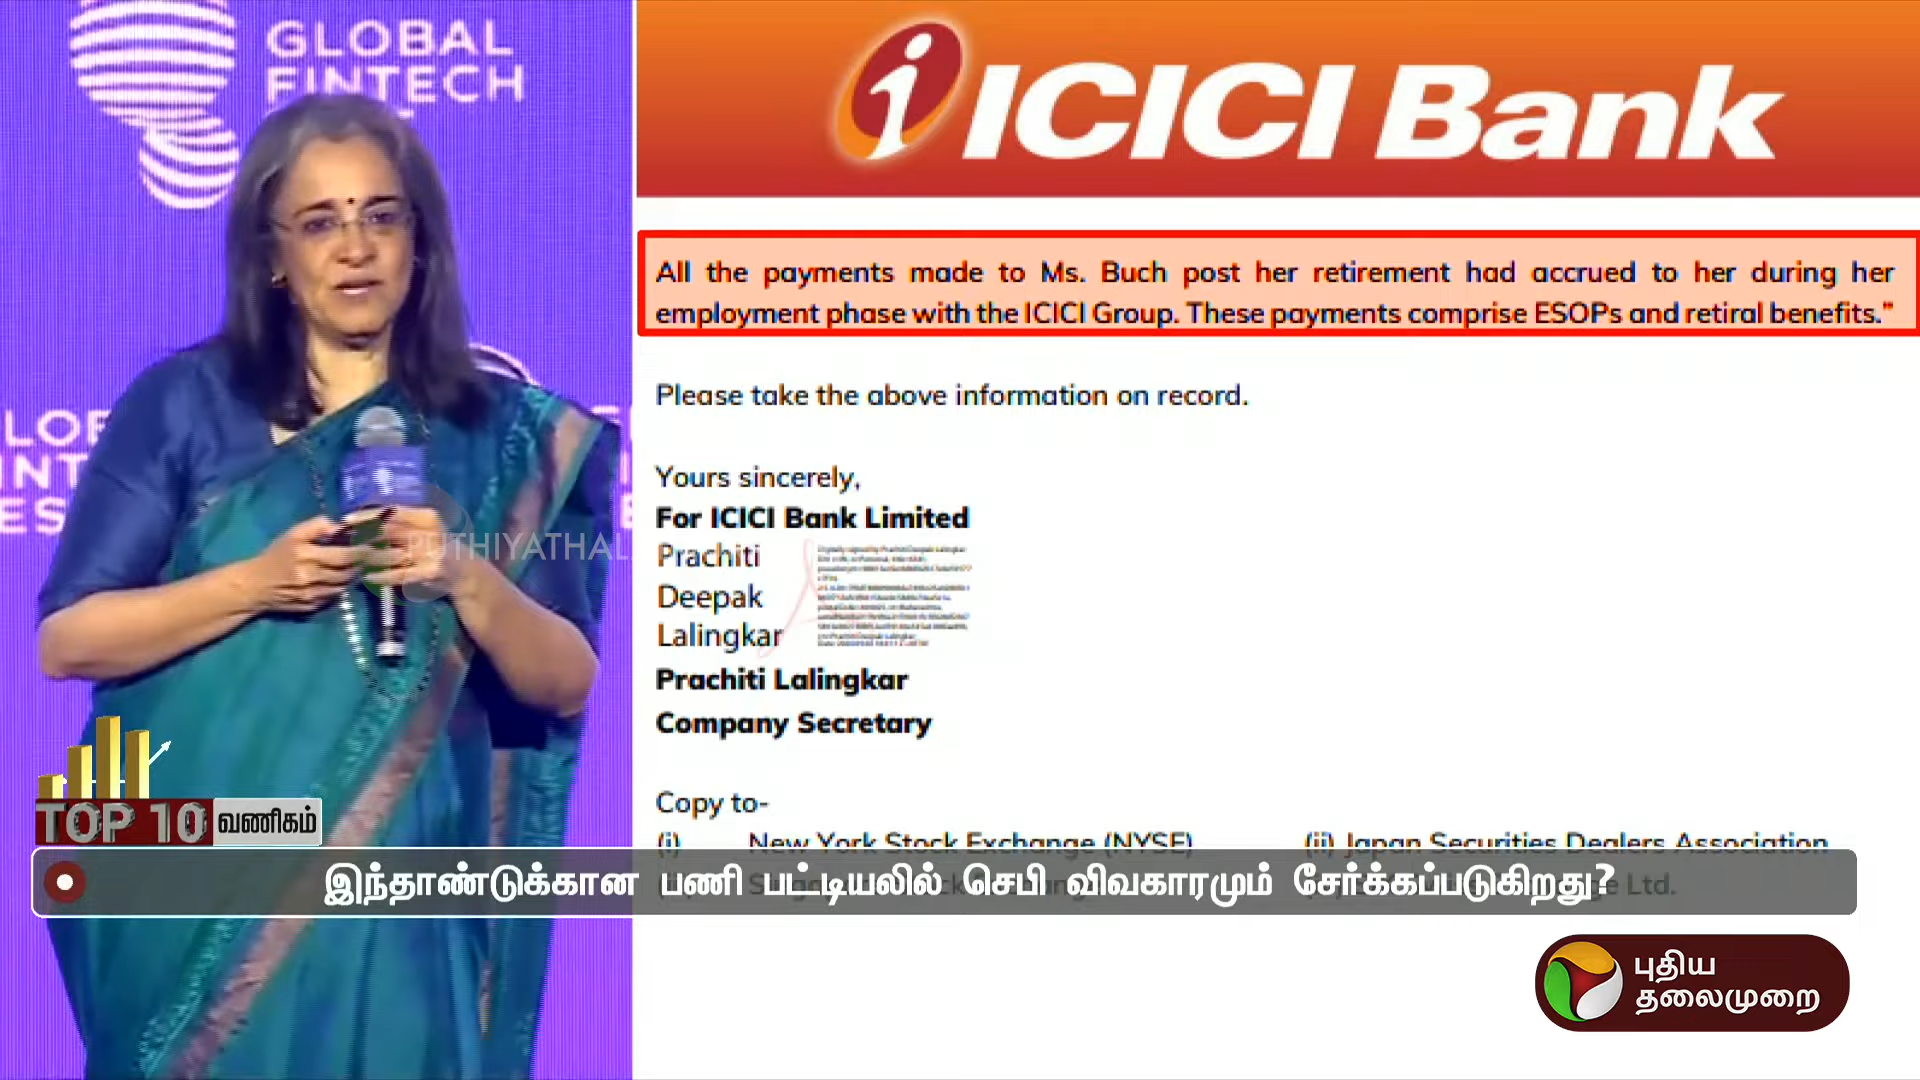 GLOBAL
FINTECH
ICICI Bank
All the payments made to Ms. Buch post her retirement had accrued to her during her
employment phase with the ICICI Group. These payments comprise ESOPs and retiral benefits.”
Please take the above information on record.
Yours sincerely,
For ICICI Bank Limited
Prachiti
Deepak
Lalingkar
Prachiti Lalingkar
Company Secretary
Copy to-
(i) New York Stock Exchange (NYSE) (ii) Japan Securities Dealers Association
PUTHIYATHAL
TOP 10 வணிகம்
இந்தாண்டுக்கான பணி பட்டியலில் செபி விவகாரமும் சேர்க்கப்படுகிறது?
புதிய
தலைமுறை